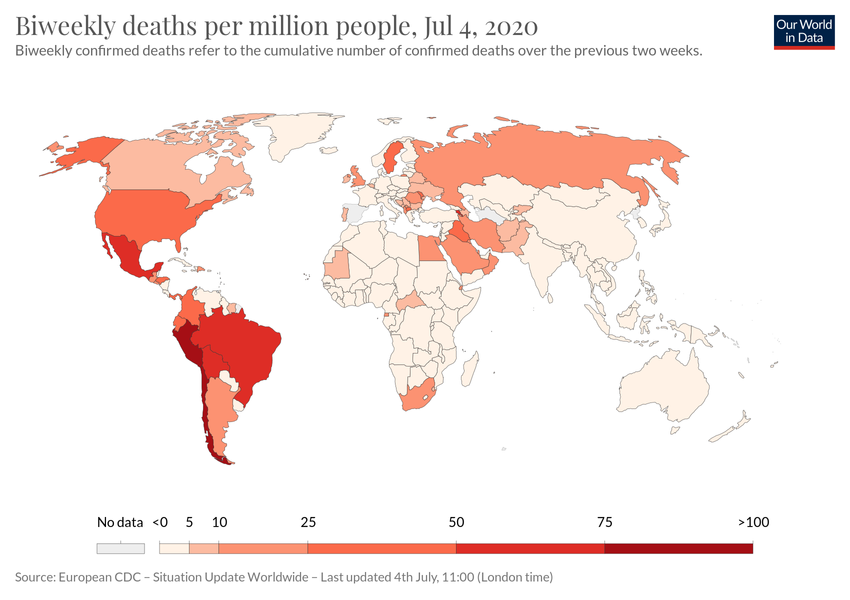 Biweekly deaths per million people, Jul 4, 2020
Biweekly confirmed deaths refer to the cumulative number of confirmed deaths over the previous two weeks.
Our World
in Data
No data <0 5 10 25 50 75 >100
Source: European CDC – Situation Update Worldwide – Last updated 4th July, 11:00 (London time)